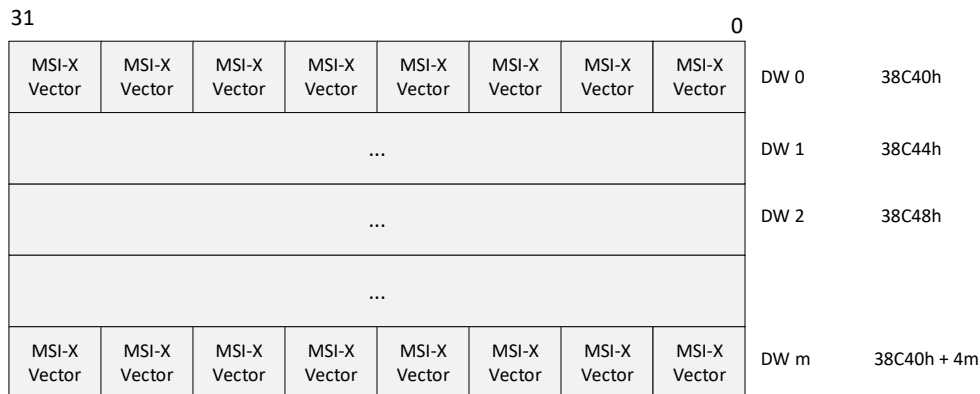 31
0
MSI-X Vector MSI-X Vector MSI-X Vector MSI-X Vector MSI-X Vector MSI-X Vector MSI-X Vector MSI-X Vector DW 0 38C40h
... DW 1 38C44h
... DW 2 38C48h
...
MSI-X Vector MSI-X Vector MSI-X Vector MSI-X Vector MSI-X Vector MSI-X Vector MSI-X Vector MSI-X Vector DW m 38C40h + 4m